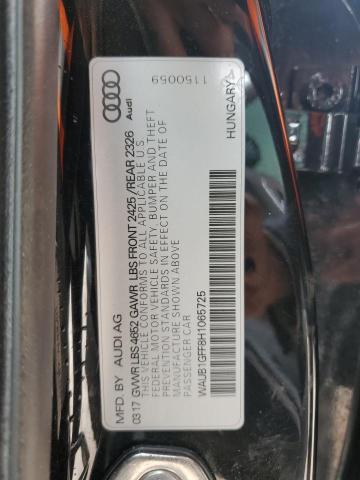 MFD. BY AUDI AG
0317 GVWR LBS 4652 GAWR LBS FRONT 2425 /REAR 2326
THIS VEHICLE CONFORMS TO ALL APPLICABLE U.S.
FEDERAL MOTOR VEHICLE SAFETY, BUMPER AND THEFT
PREVENTION STANDARDS IN EFFECT ON THE DATE OF
MANUFACTURE SHOWN ABOVE.
PASSENGER CAR
WAUB1GFF8H1065725
HUNGARY
Audi
1150059